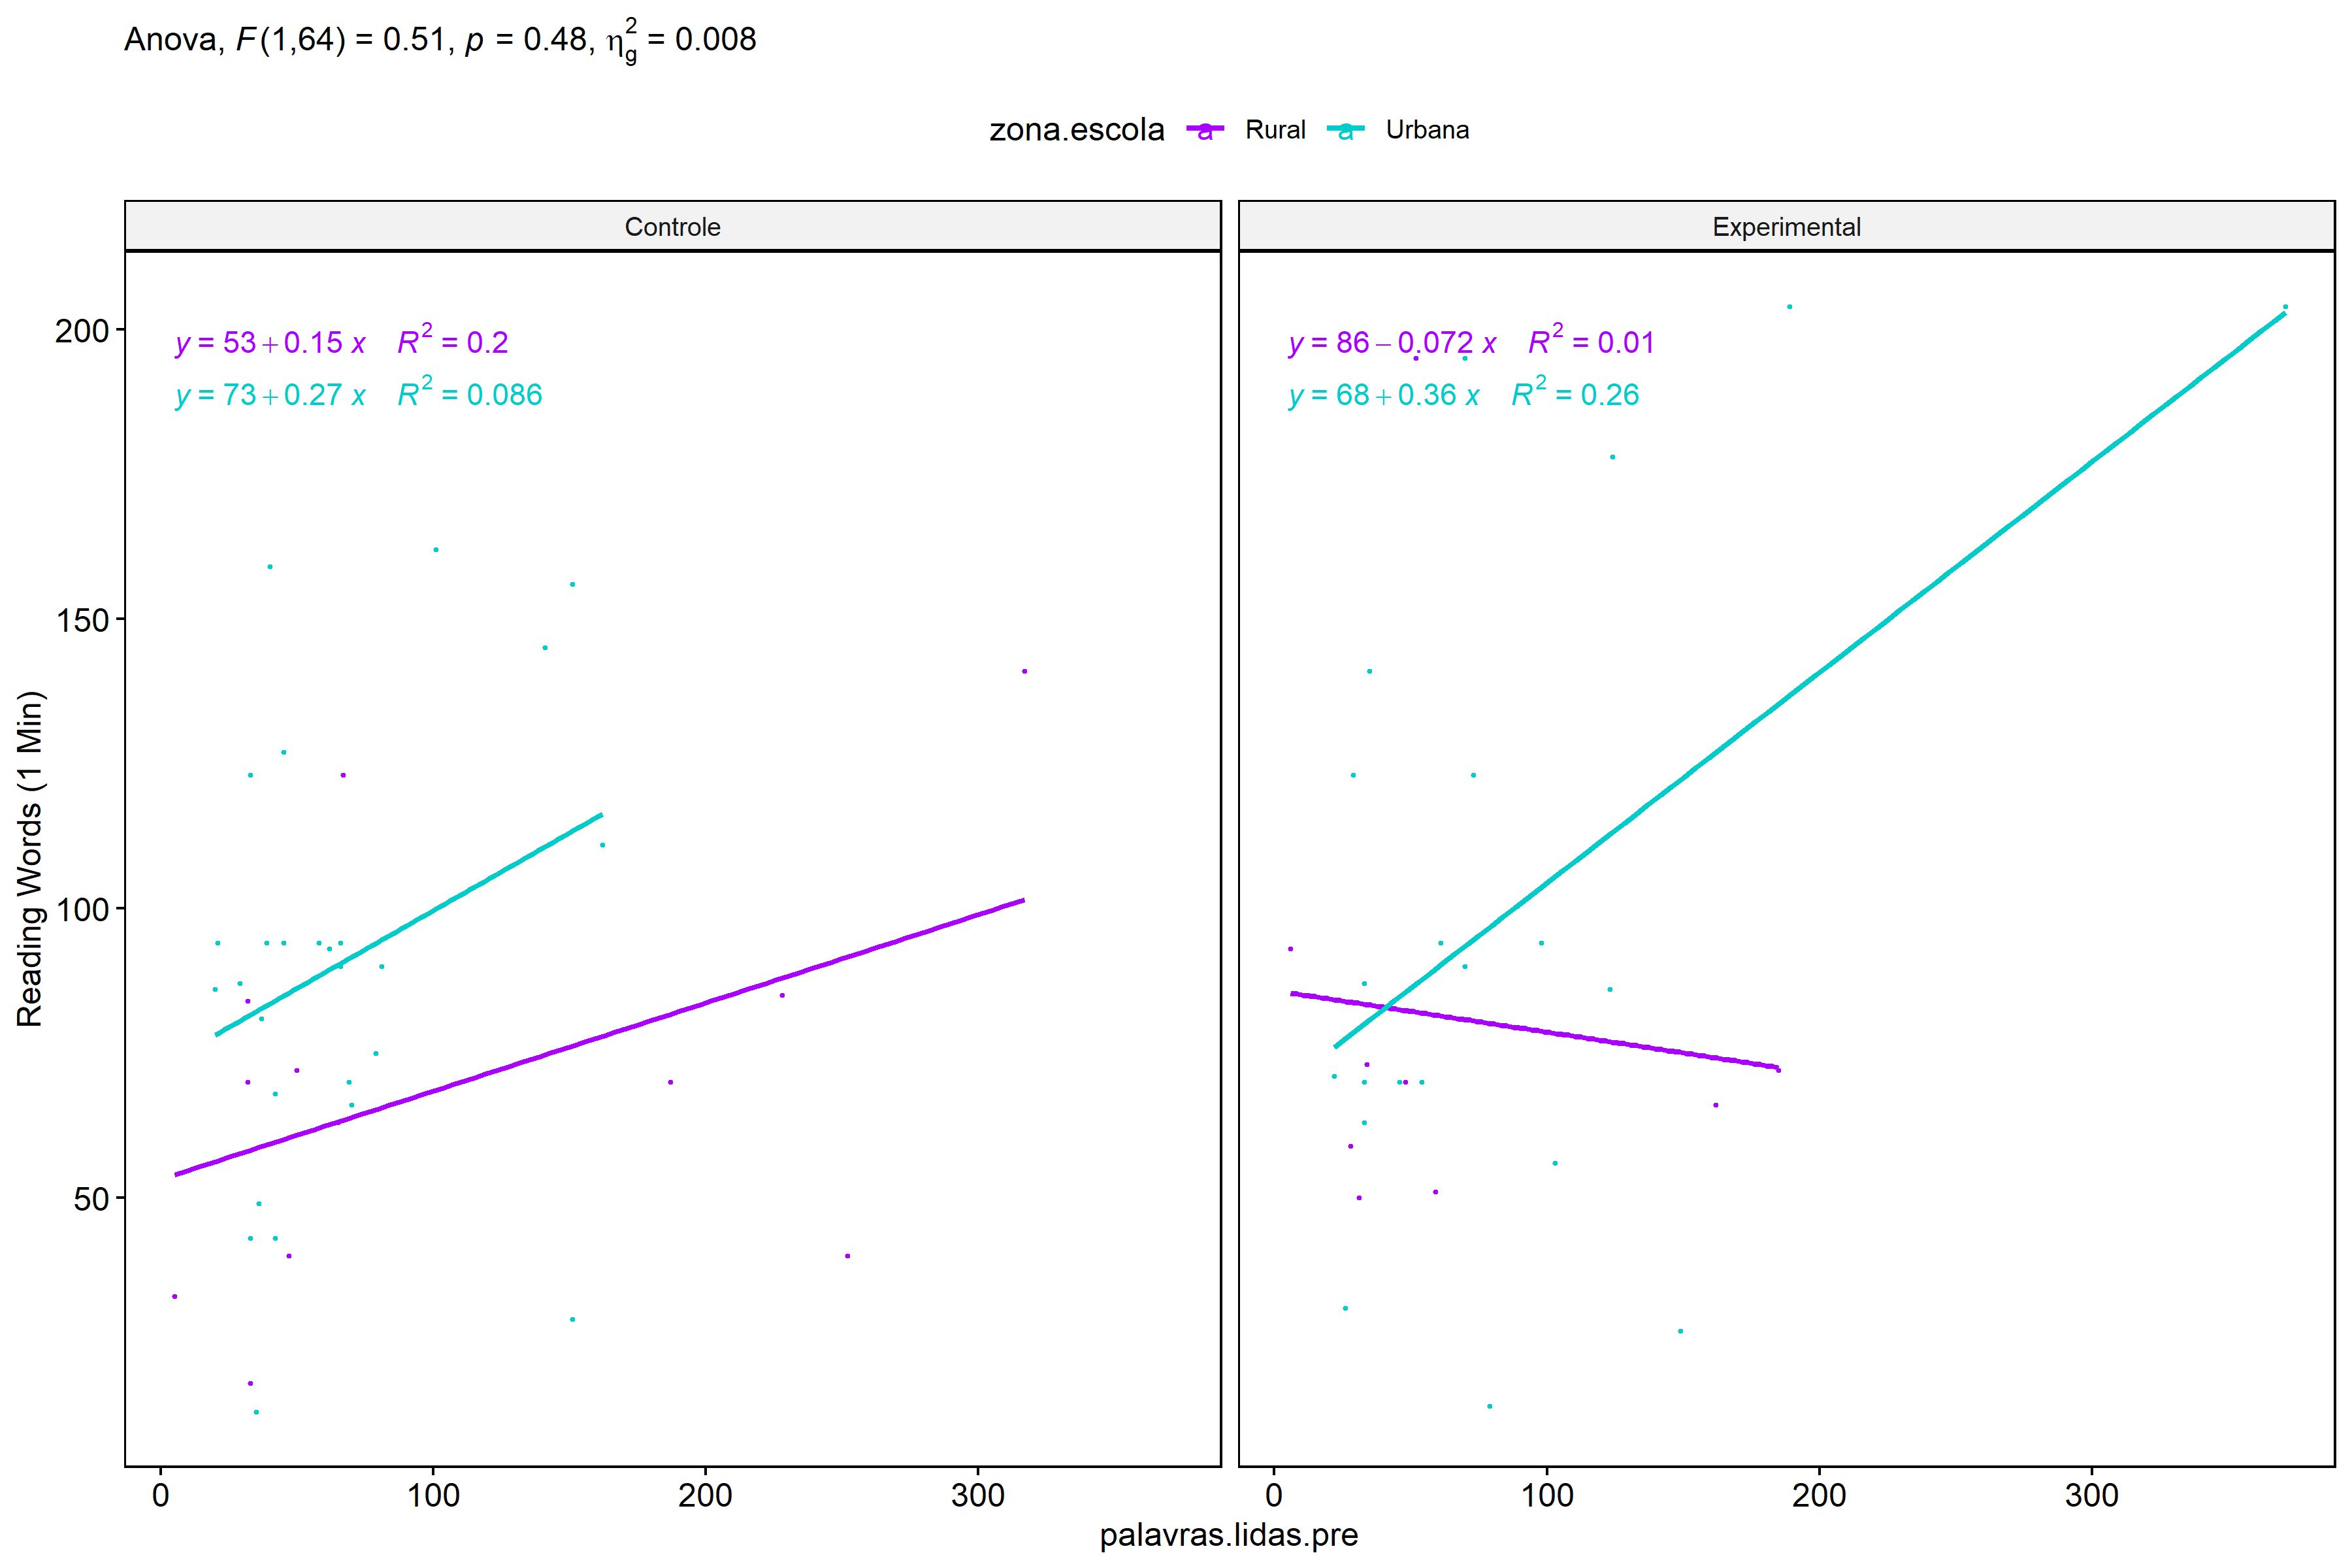 Anova, F(1,64) = 0.51, p = 0.48, η²g = 0.008
zona.escola a Rural a Urbana
Controle
Experimental
y = 53 + 0.15 x R² = 0.2
y = 73 + 0.27 x R² = 0.086
y = 86 − 0.072 x R² = 0.01
y = 68 + 0.36 x R² = 0.26
Reading Words (1 Min)
200
150
100
50
0 100 200 300
0 100 200 300
palavras.lidas.pre